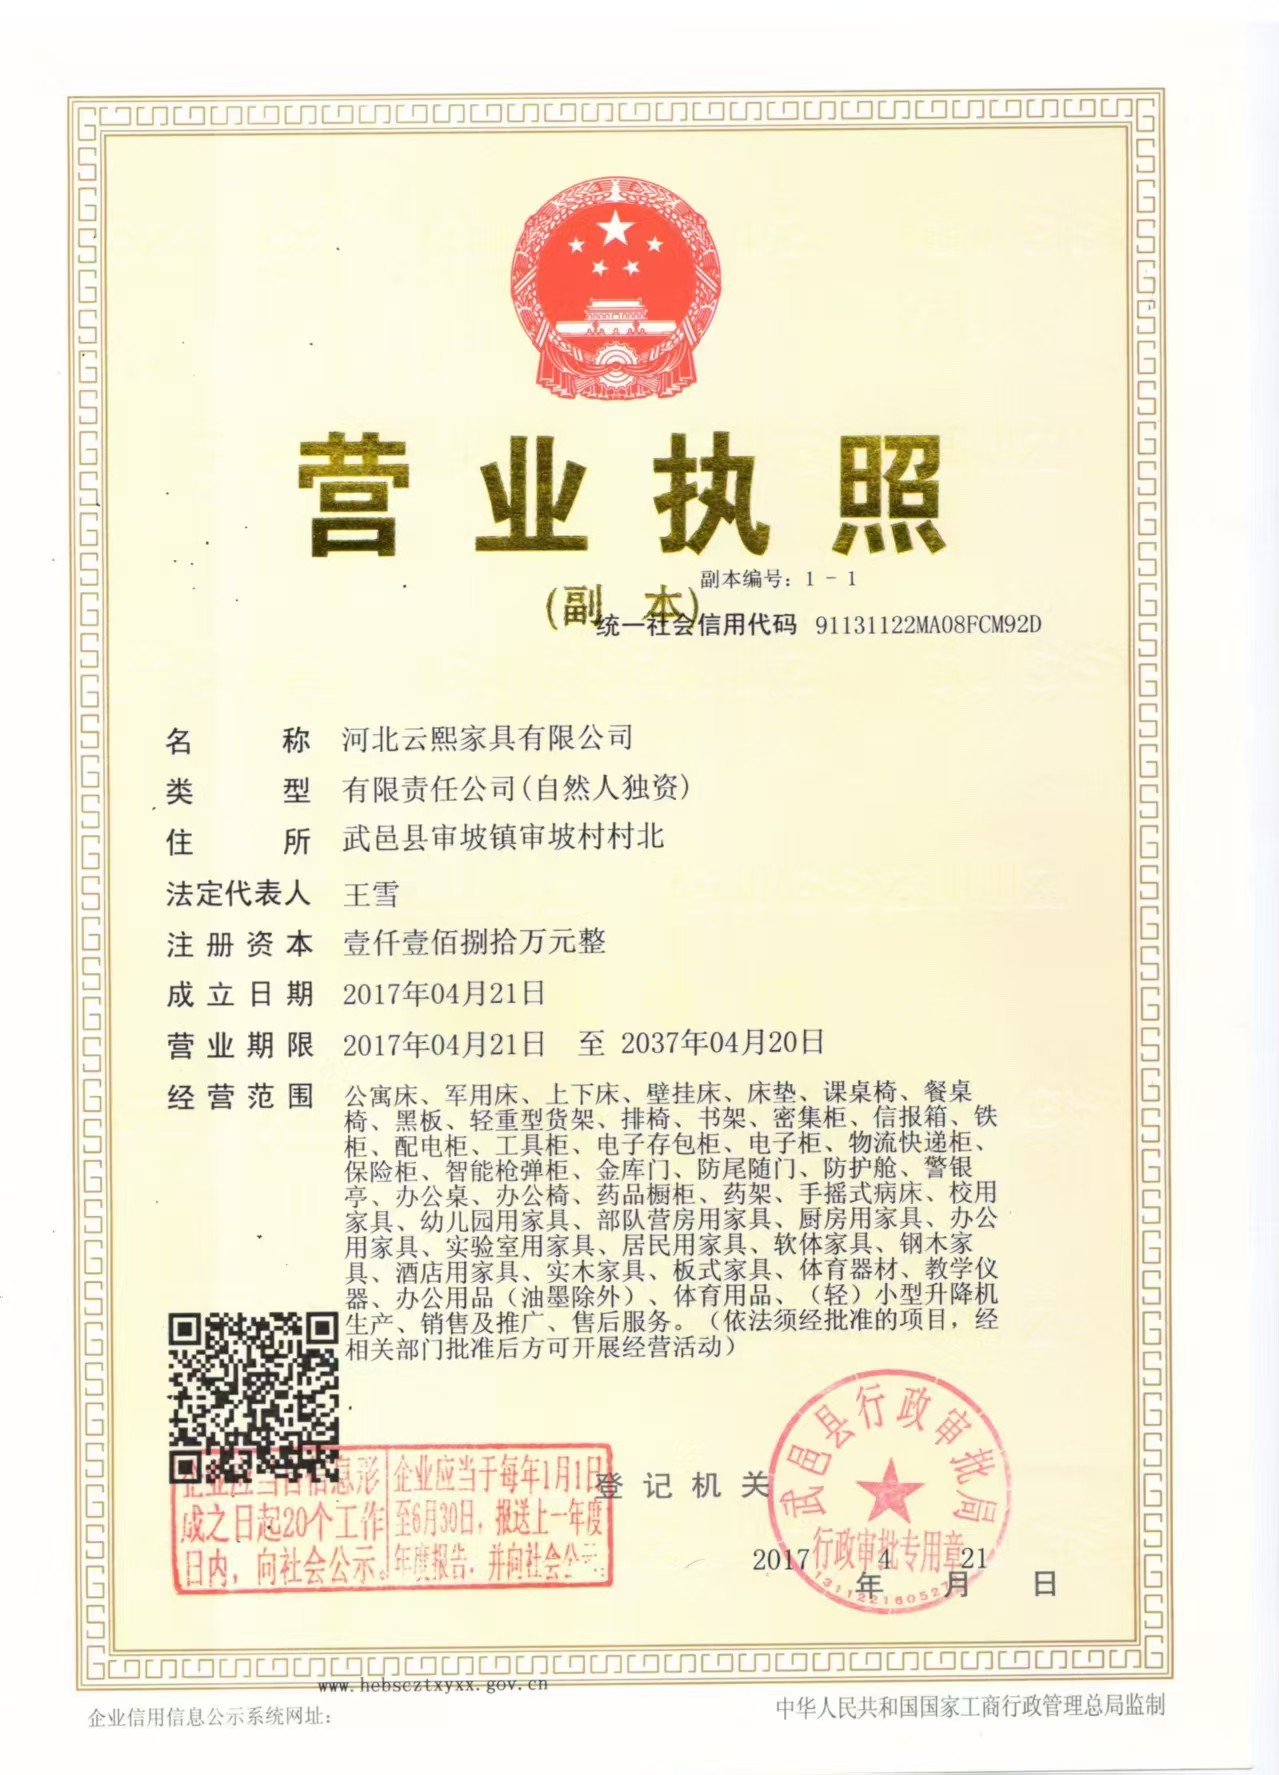 营业执照
(副 本)
副本编号：1 - 1
统一社会信用代码 91131122MA08FCM92D
名 称 河北云熙家具有限公司
类 型 有限责任公司(自然人独资)
住 所 武邑县审坡镇审坡村村北
法定代表人 王雪
注册资本 壹仟壹佰捌拾万元整
成立日期 2017年04月21日
营业期限 2017年04月21日 至 2037年04月20日
经营范围 公寓床、军用床、上下床、壁挂床、床垫、课桌椅、餐桌
椅、黑板、轻重型货架、排椅、书架、密集柜、信报箱、铁
柜、配电柜、工具柜、电子存包柜、电子柜、物流快递柜、
保险柜、智能枪弹柜、金库门、防尾随门、防护舱、警银
亭、办公桌、办公椅、药品橱柜、药架、手摇式病床、校用
家具、幼儿园用家具、部队营房用家具、厨房用家具、办公
用家具、实验室用家具、居民用家具、软体家具、钢木家
具、酒店用家具、实木家具、板式家具、体育器材、教学仪
器、办公用品（油墨除外）、体育用品、（轻）小型升降机
生产、销售及推广、售后服务。（依法须经批准的项目，经
相关部门批准后方可开展经营活动）
企业应当自信息形
成之日起20个工作
日内，向社会公示。
企业应当于每年1月1日
至6月30日，报送上一年度
年度报告，并向社会公示。
登记机关
武邑县行政审批局
行政审批专用章
2017年4月21日
www.hebscztxyxx.gov.cn
企业信用信息公示系统网址：
中华人民共和国国家工商行政管理总局监制